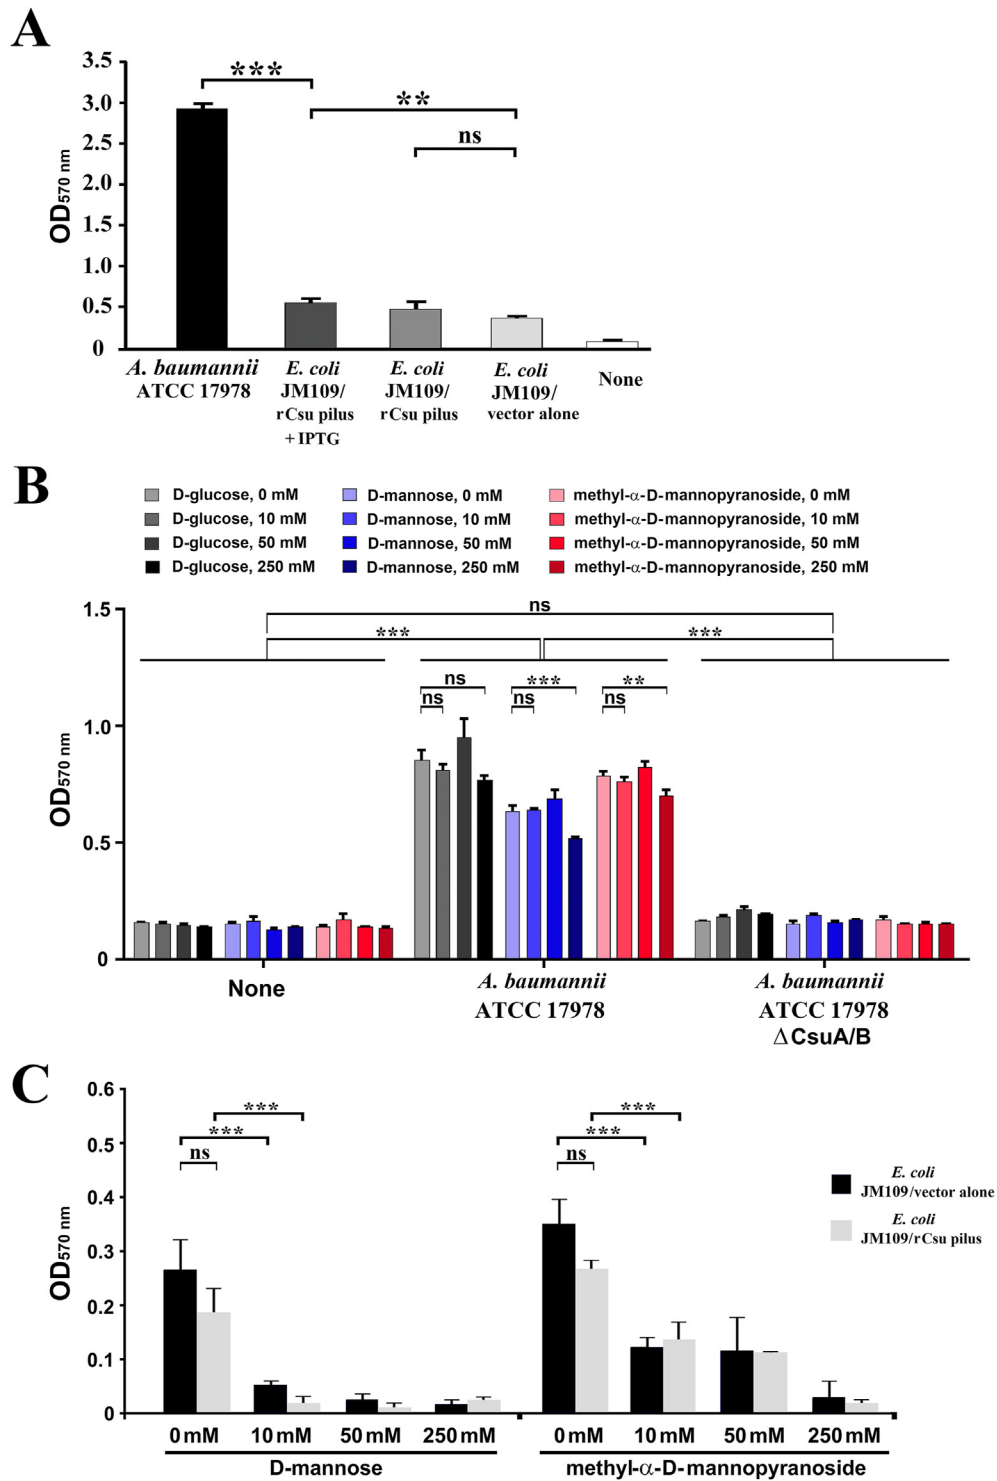 A
3.5
3.0
2.5
2.0
1.5
1.0
0.5
0
OD570 nm
***
**
ns
A. baumannii
ATCC 17978
E. coli
JM109/
rCsu pilus
+IPTG
E. coli
JM109/
rCsu pilus
E. coli
JM109/
vector alone
None
B
D-glucose, 0 mM
D-glucose, 10 mM
D-glucose, 50 mM
D-glucose, 250 mM
D-mannose, 0 mM
D-mannose, 10 mM
D-mannose, 50 mM
D-mannose, 250 mM
methyl-α-D-mannopyranoside, 0 mM
methyl-α-D-mannopyranoside, 10 mM
methyl-α-D-mannopyranoside, 50 mM
methyl-α-D-mannopyranoside, 250 mM
1.5
1.0
0.5
0
OD570 nm
ns
*** ***
ns *** **
ns ns ns
None
A. baumannii
ATCC 17978
A. baumannii
ATCC 17978
ΔCsuA/B
C
0.6
0.5
0.4
0.3
0.2
0.1
0
OD570 nm
***
***
ns
***
***
ns
E. coli
JM109/vector alone
E. coli
JM109/rCsu pilus
0 mM 10 mM 50 mM 250 mM 0 mM 10 mM 50 mM 250 mM
D-mannose methyl-α-D-mannopyranoside